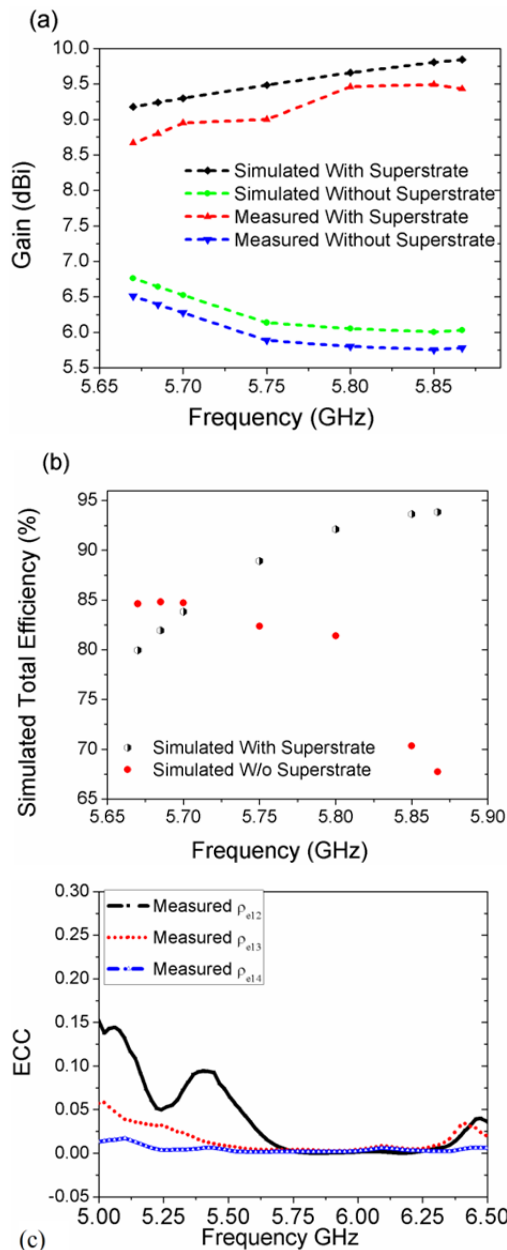 (a)
10.0
9.5
9.0
8.5
8.0
7.5
7.0
6.5
6.0
5.5
Gain (dBi)
Simulated With Superstrate
Simulated Without Superstrate
Measured With Superstrate
Measured Without Superstrate
5.65 5.70 5.75 5.80 5.85
Frequency (GHz)
(b)
95
90
85
80
75
70
65
Simulated Total Efficiency (%)
Simulated With Superstrate
Simulated W/o Superstrate
5.65 5.70 5.75 5.80 5.85 5.90
Frequency (GHz)
0.30
0.25
0.20
0.15
0.10
0.05
0.00
-0.05
ECC
Measured ρe12
Measured ρe13
Measured ρe14
5.00 5.25 5.50 5.75 6.00 6.25 6.50
Frequency GHz
(c)